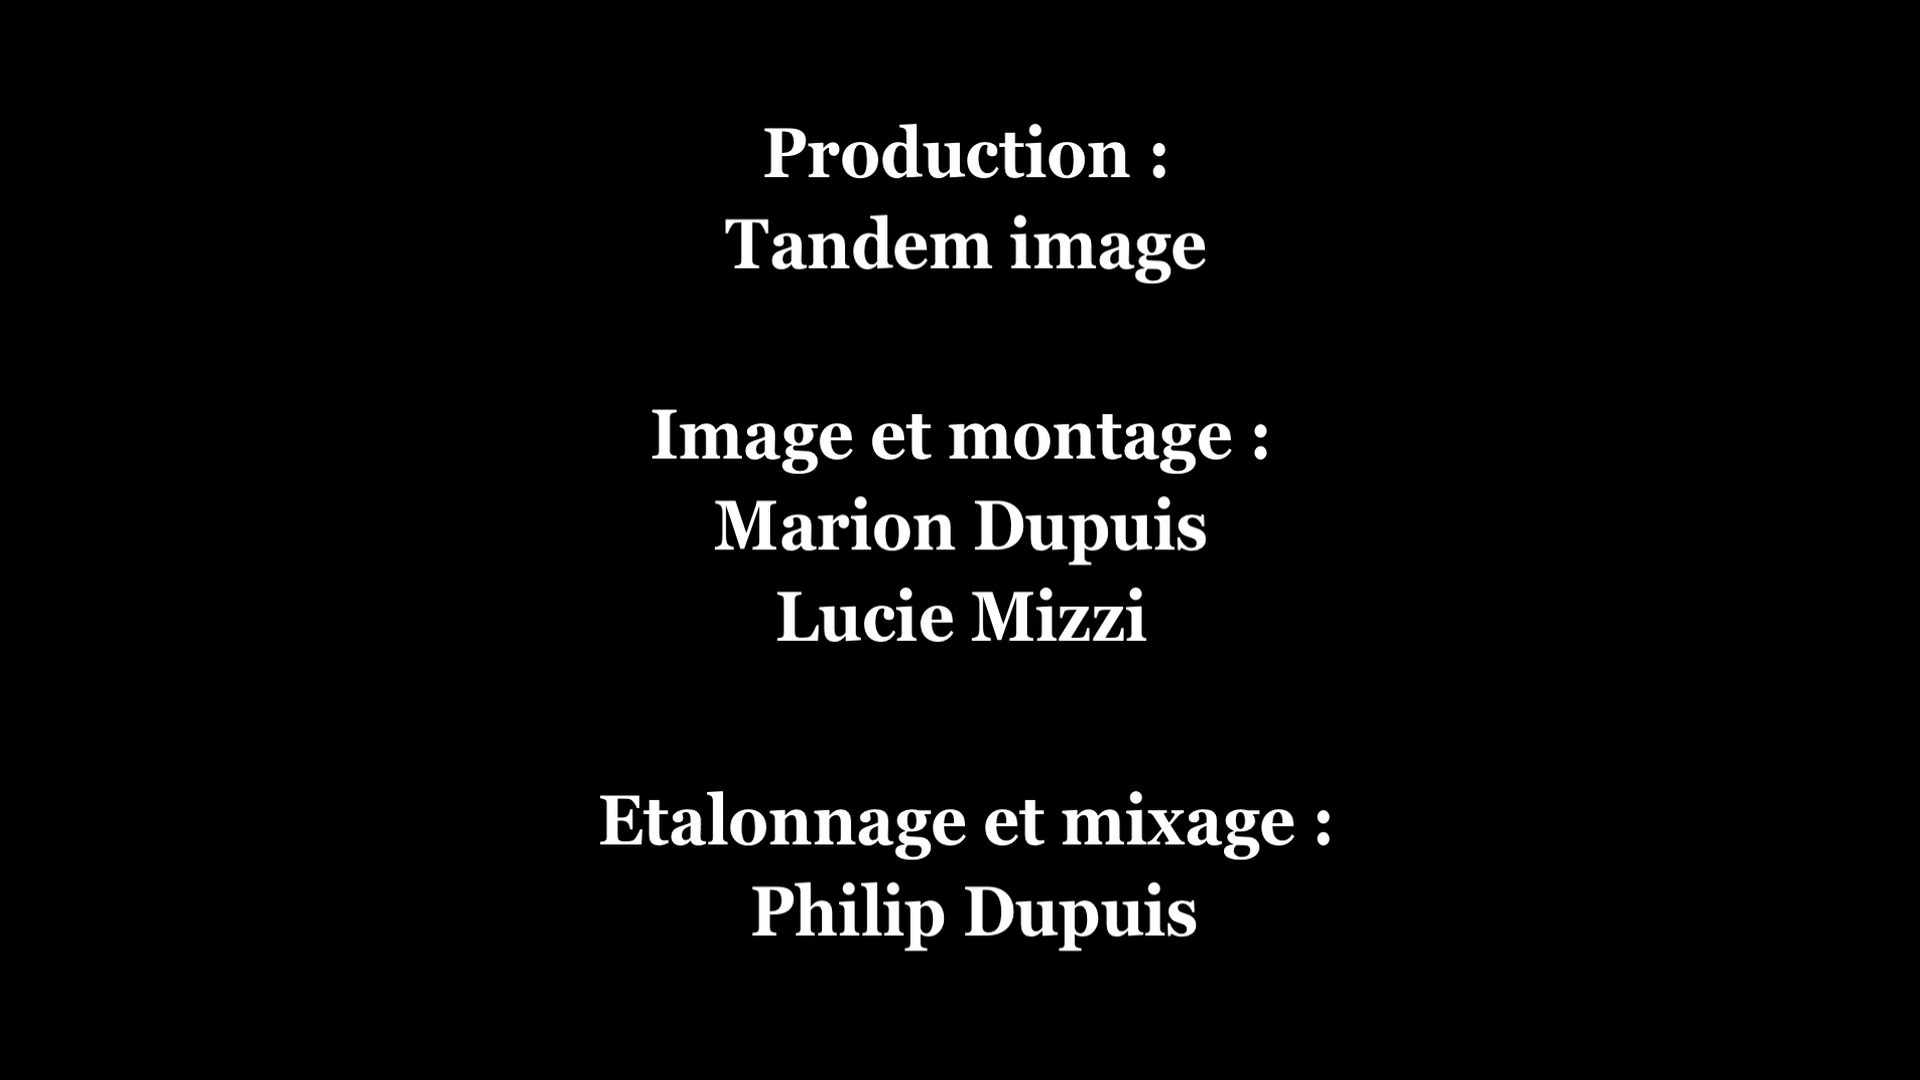 Production :
Tandem image
Image et montage :
Marion Dupuis
Lucie Mizzi
Etalonnage et mixage :
Philip Dupuis